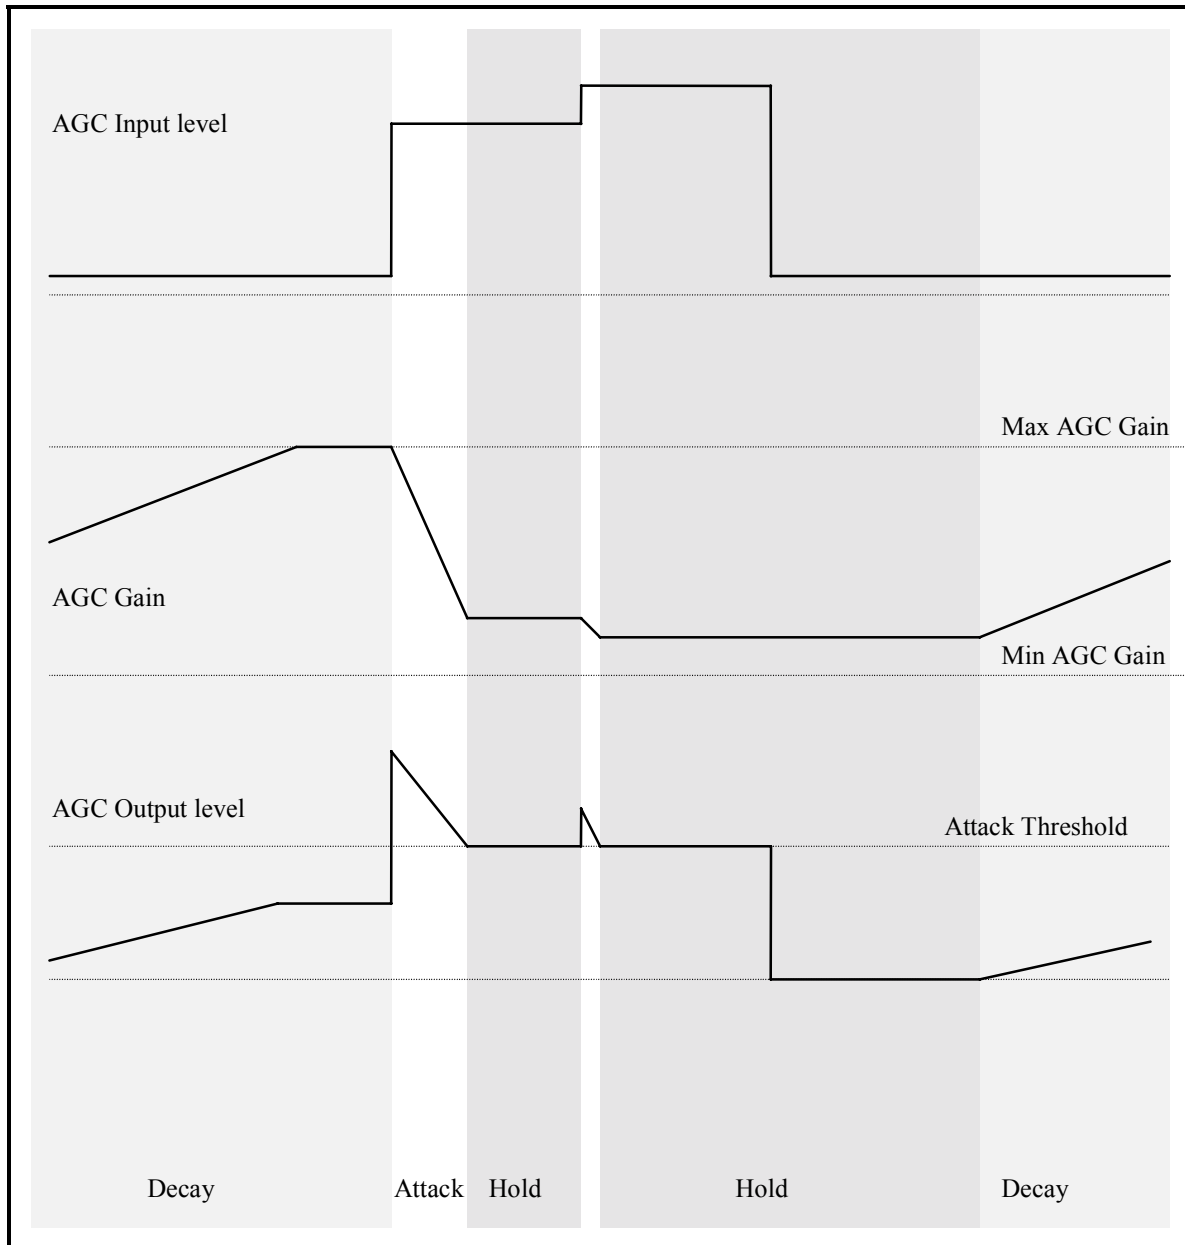 AGC Input level
Max AGC Gain
AGC Gain
Min AGC Gain
AGC Output level
Attack Threshold
Decay Attack Hold Hold Decay